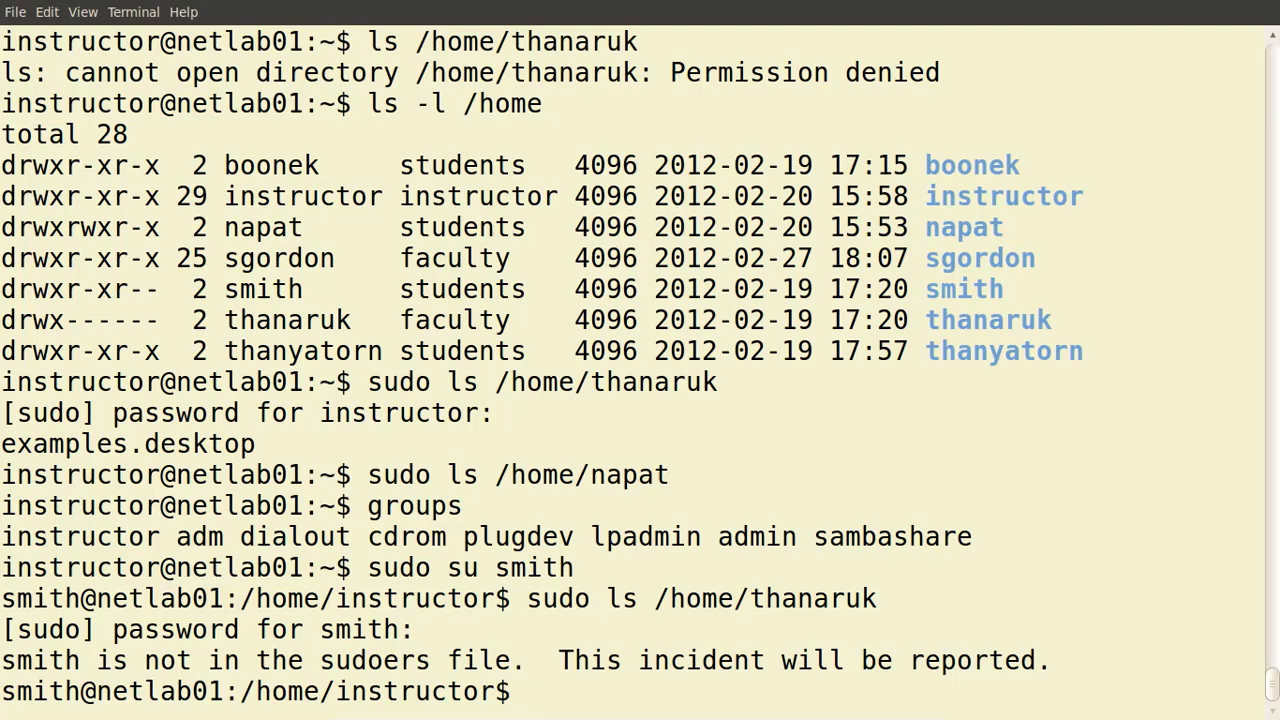 File Edit View Terminal Help
instructor@netlab01:~$ ls /home/thanaruk
ls: cannot open directory /home/thanaruk: Permission denied
instructor@netlab01:~$ ls -l /home
total 28
drwxr-xr-x  2 boonek     students   4096 2012-02-19 17:15 boonek
drwxr-xr-x 29 instructor instructor 4096 2012-02-20 15:58 instructor
drwxrwxr-x  2 napat      students   4096 2012-02-20 15:53 napat
drwxr-xr-x 25 sgordon    faculty    4096 2012-02-27 18:07 sgordon
drwxr-xr--  2 smith      students   4096 2012-02-19 17:20 smith
drwx------  2 thanaruk   faculty    4096 2012-02-19 17:20 thanaruk
drwxr-xr-x  2 thanyatorn students   4096 2012-02-19 17:57 thanyatorn
instructor@netlab01:~$ sudo ls /home/thanaruk
[sudo] password for instructor:
examples.desktop
instructor@netlab01:~$ sudo ls /home/napat
instructor@netlab01:~$ groups
instructor adm dialout cdrom plugdev lpadmin admin sambashare
instructor@netlab01:~$ sudo su smith
smith@netlab01:/home/instructor$ sudo ls /home/thanaruk
[sudo] password for smith:
smith is not in the sudoers file.  This incident will be reported.
smith@netlab01:/home/instructor$